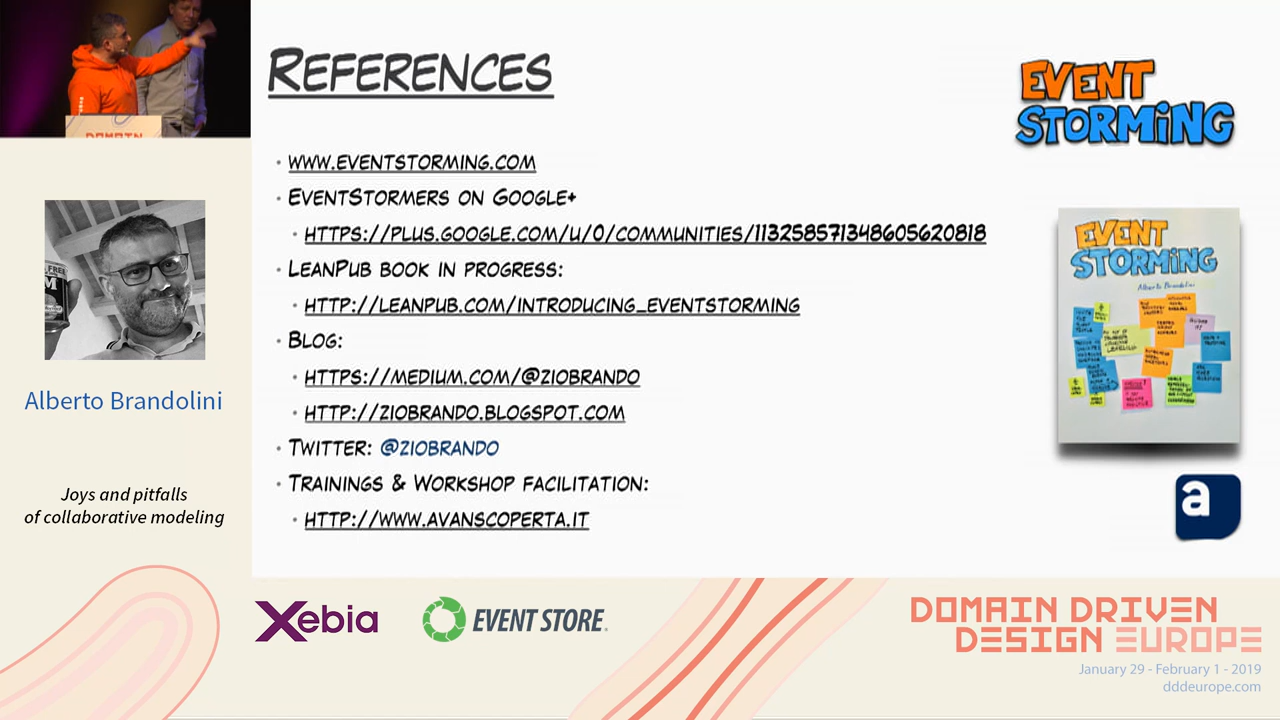 REFERENCES
EVENT
STORMING
WWW.EVENTSTORMING.COM
EVENTSTORMERS ON GOOGLE+
HTTPS://PLUS.GOOGLE.COM/U/0/COMMUNITIES/113258571348605620818
LEANPUB BOOK IN PROGRESS:
HTTP://LEANPUB.COM/INTRODUCING_EVENTSTORMING
BLOG:
HTTPS://MEDIUM.COM/@ZIOBRANDO
HTTP://ZIOBRANDO.BLOGSPOT.COM
TWITTER: @ZIOBRANDO
TRAININGS & WORKSHOP FACILITATION:
HTTP://WWW.AVANSCOPERTA.IT
EVENT
STORMING
Alberto Brandolini
a
DOMAIN
Alberto Brandolini
Joys and pitfalls
of collaborative modeling
Xebia
EVENT STORE
DOMAIN DRIVEN
DESIGN EUROPE
January 29 - February 1 - 2019
dddeurope.com